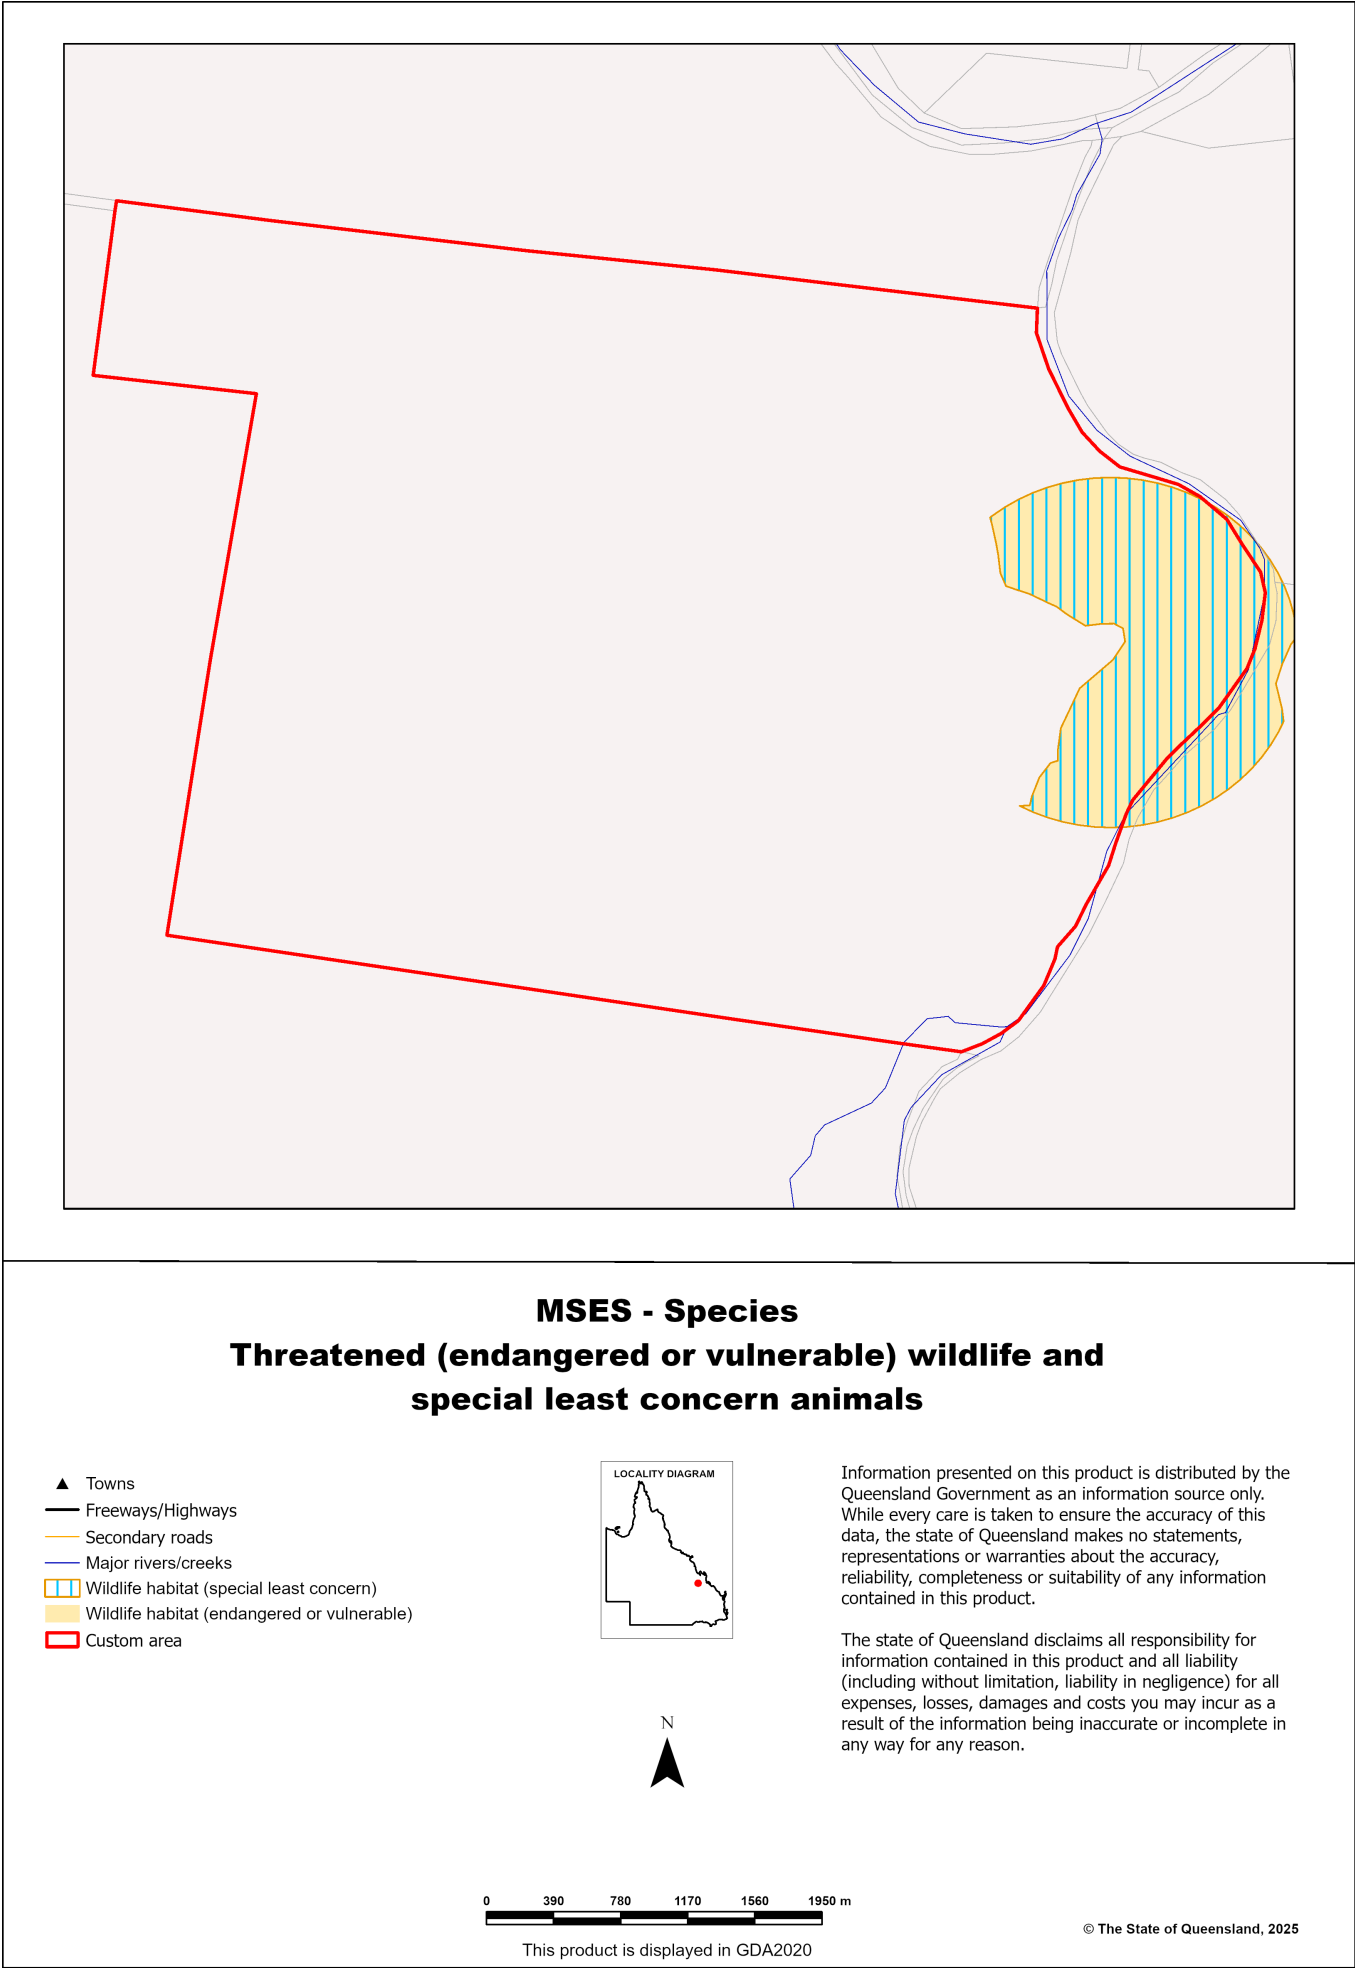 MSES - Species
Threatened (endangered or vulnerable) wildlife and
special least concern animals
Towns
Freeways/Highways
Secondary roads
Major rivers/creeks
Wildlife habitat (special least concern)
Wildlife habitat (endangered or vulnerable)
Custom area
LOCALITY DIAGRAM
N
Information presented on this product is distributed by the
Queensland Government as an information source only.
While every care is taken to ensure the accuracy of this
data, the state of Queensland makes no statements,
representations or warranties about the accuracy,
reliability, completeness or suitability of any information
contained in this product.
The state of Queensland disclaims all responsibility for
information contained in this product and all liability
(including without limitation, liability in negligence) for all
expenses, losses, damages and costs you may incur as a
result of the information being inaccurate or incomplete in
any way for any reason.
0 390 780 1170 1560 1950 m
This product is displayed in GDA2020
© The State of Queensland, 2025